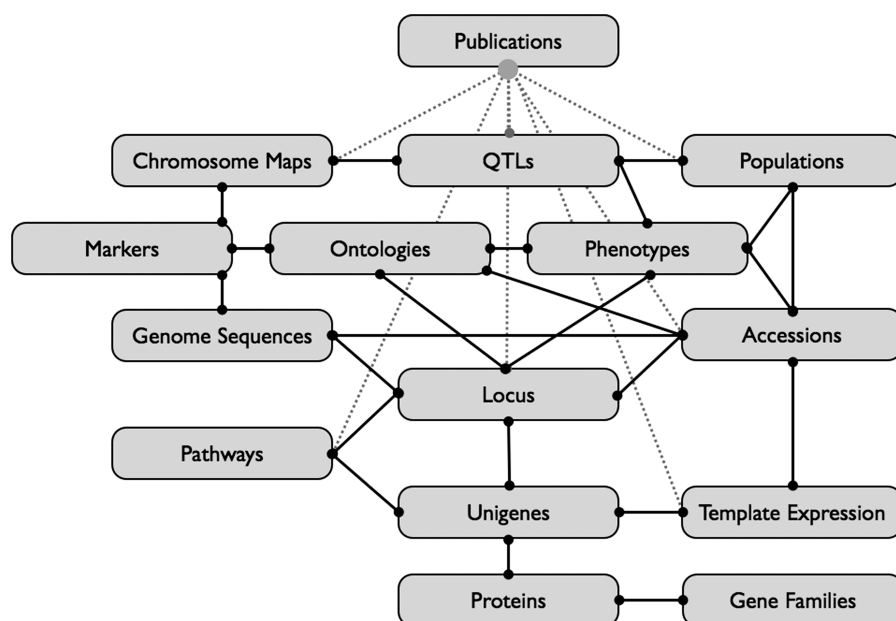 Publications
Chromosome Maps
QTLs
Populations
Markers
Ontologies
Phenotypes
Genome Sequences
Accessions
Locus
Pathways
Unigenes
Template Expression
Proteins
Gene Families